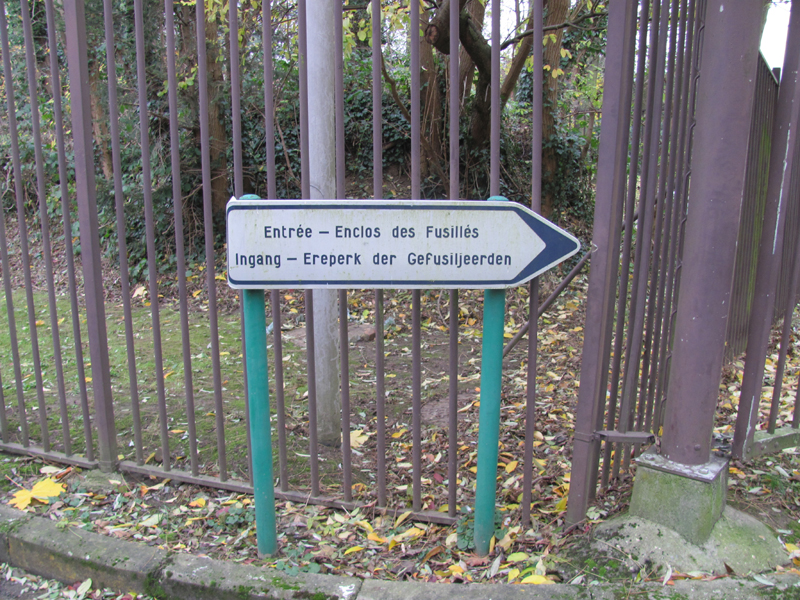 Entrée – Enclos des Fusillés
Ingang – Ereperk der Gefusiljeerden